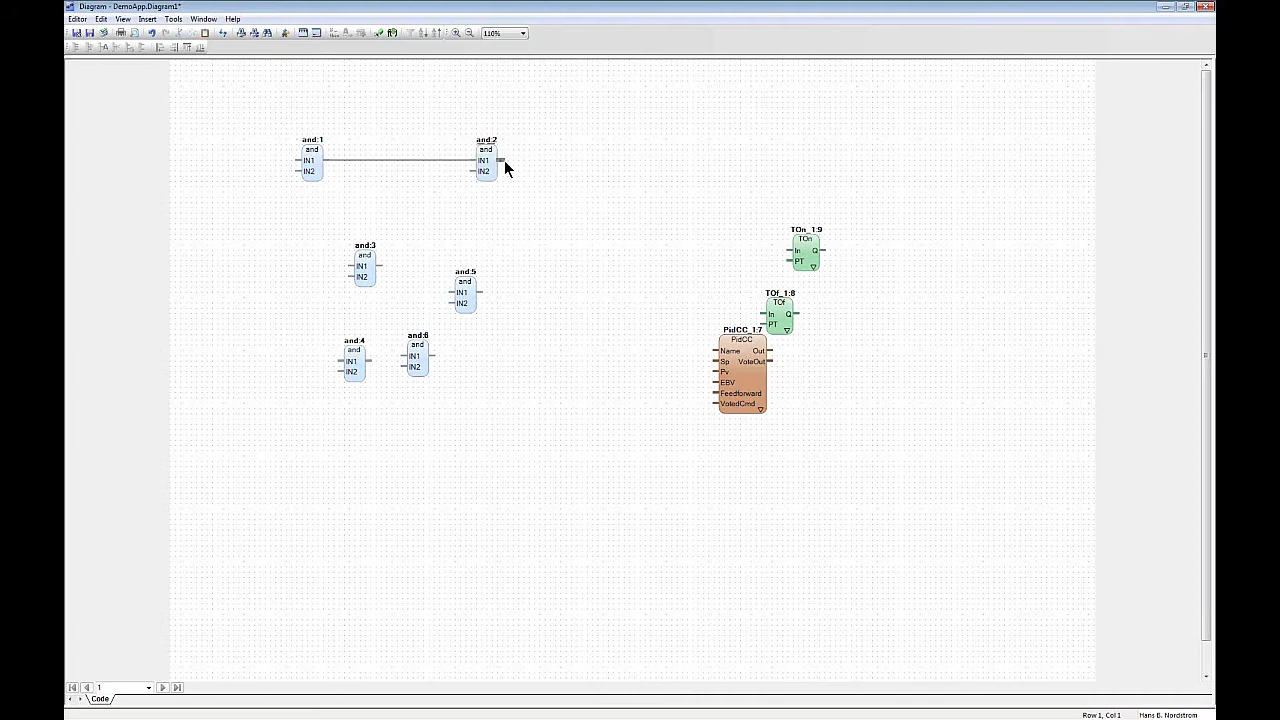 Diagram - DemoApp.Diagram1*
Editor Edit View Insert Tools Window Help
110%
and:1
and
IN1
IN2
and:2
and
IN1
IN2
and:3
and
IN1
IN2
and:5
and
IN1
IN2
and:4
and
IN1
IN2
and:6
and
IN1
IN2
TOn_1:9
TOn
In Q
PT
TOf_1:8
TOf
In Q
PT
PidCC_1:7
PidCC
Name Out
Sp VoteOut
Pv
EBV
Feedforward
VotedCmd
1
Code
Row 1, Col 1 Hans B. Nordstrom